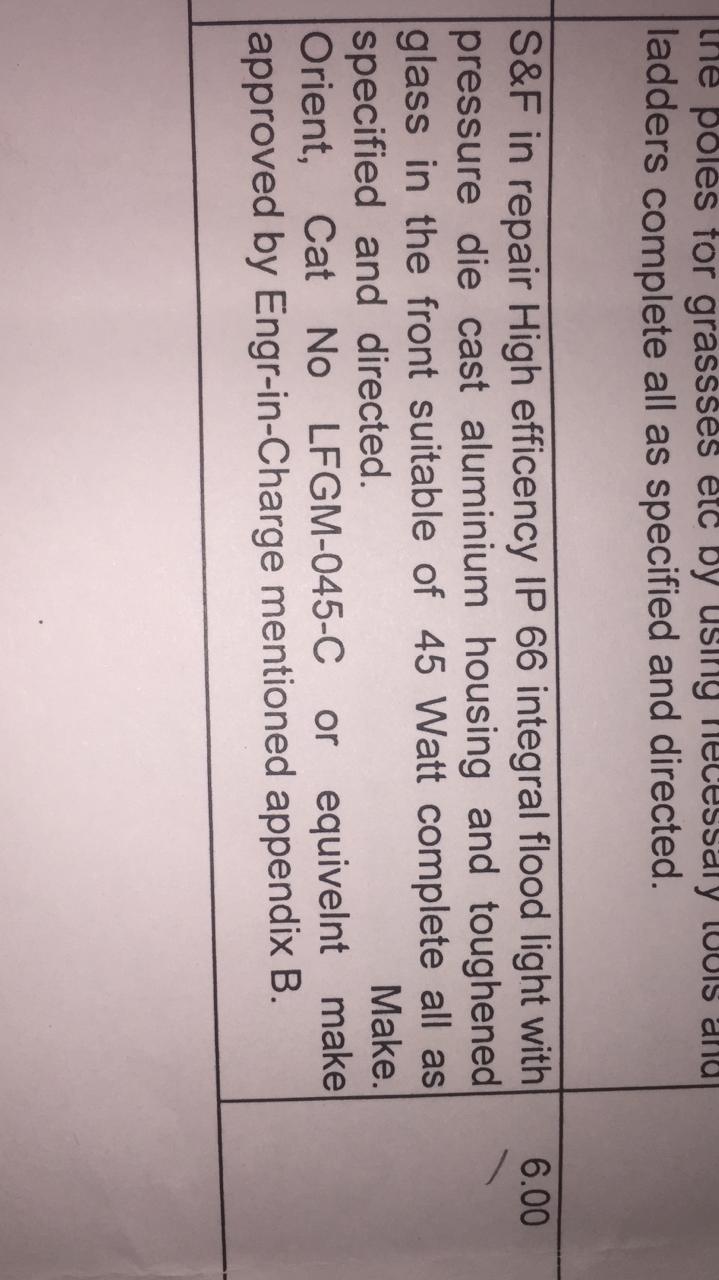 the poles for grassses etc by using necessary tools and
ladders complete all as specified and directed.
S&F in repair High efficency IP 66 integral flood light with
pressure die cast aluminium housing and toughened
glass in the front suitable of 45 Watt complete all as
specified and directed. Make.
Orient, Cat No LFGM-045-C or equivelnt make
approved by Engr-in-Charge mentioned appendix B.
6.00